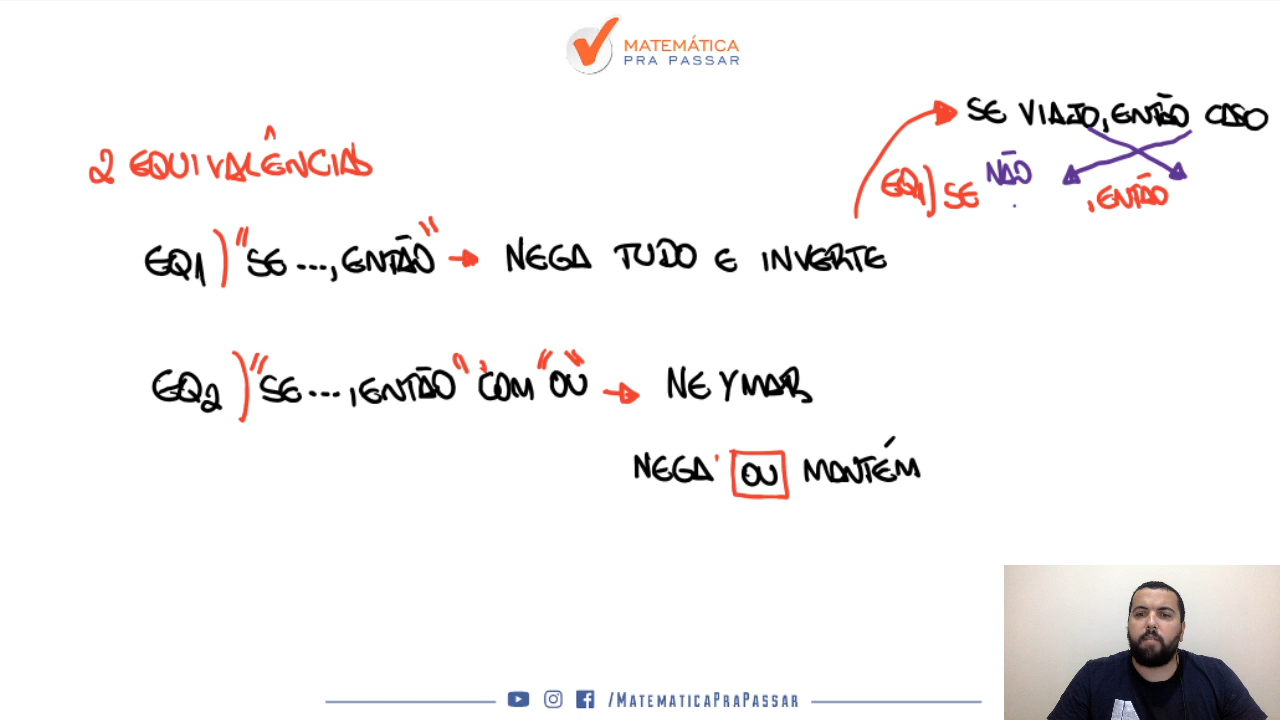 MATEMÁTICA
PRA PASSAR
SE VIAJO, ENTÃO CASO
2 EQUIVALÊNCIAS
EQ1) SE NÃO , ENTÃO
EQ1) "SE ..., ENTÃO" → NEGA TUDO E INVERTE
EQ2) "SE ..., ENTÃO" COM "OU" → NEYMAR
NEGA OU MANTÉM
/MATEMATICAPRAPASSAR